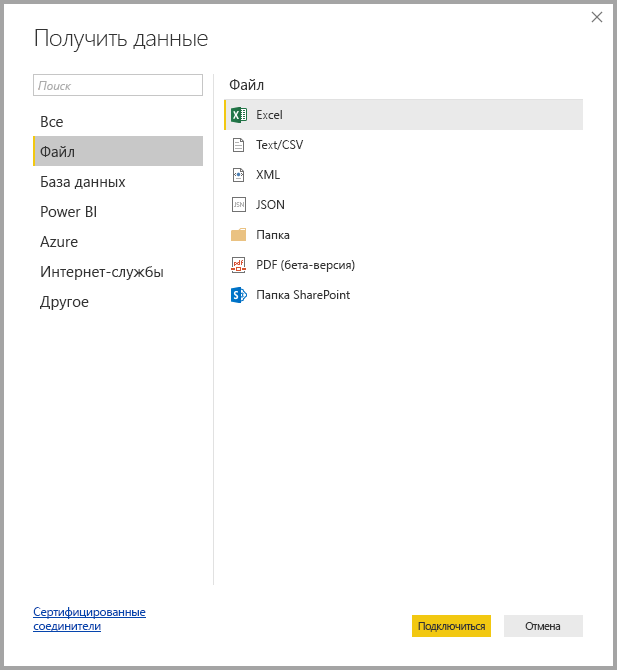 Получить данные
Поиск
Все
Файл
База данных
Power BI
Azure
Интернет-службы
Другое
Файл
Excel
Text/CSV
XML
JSON
Папка
PDF (бета-версия)
Папка SharePoint
Сертифицированные
соединители
Подключиться
Отмена